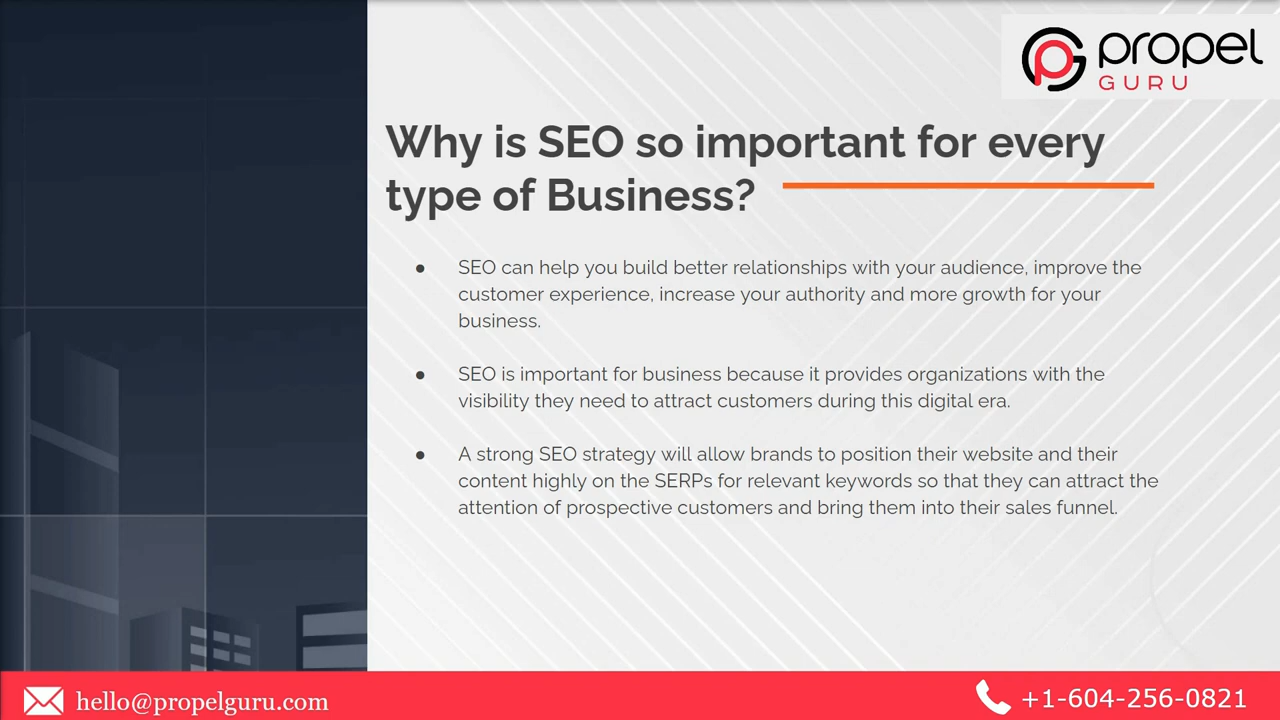 propel
GURU
Why is SEO so important for every
type of Business?
● SEO can help you build better relationships with your audience, improve the
customer experience, increase your authority and more growth for your
business.
● SEO is important for business because it provides organizations with the
visibility they need to attract customers during this digital era.
● A strong SEO strategy will allow brands to position their website and their
content highly on the SERPs for relevant keywords so that they can attract the
attention of prospective customers and bring them into their sales funnel.
hello@propelguru.com
+1-604-256-0821